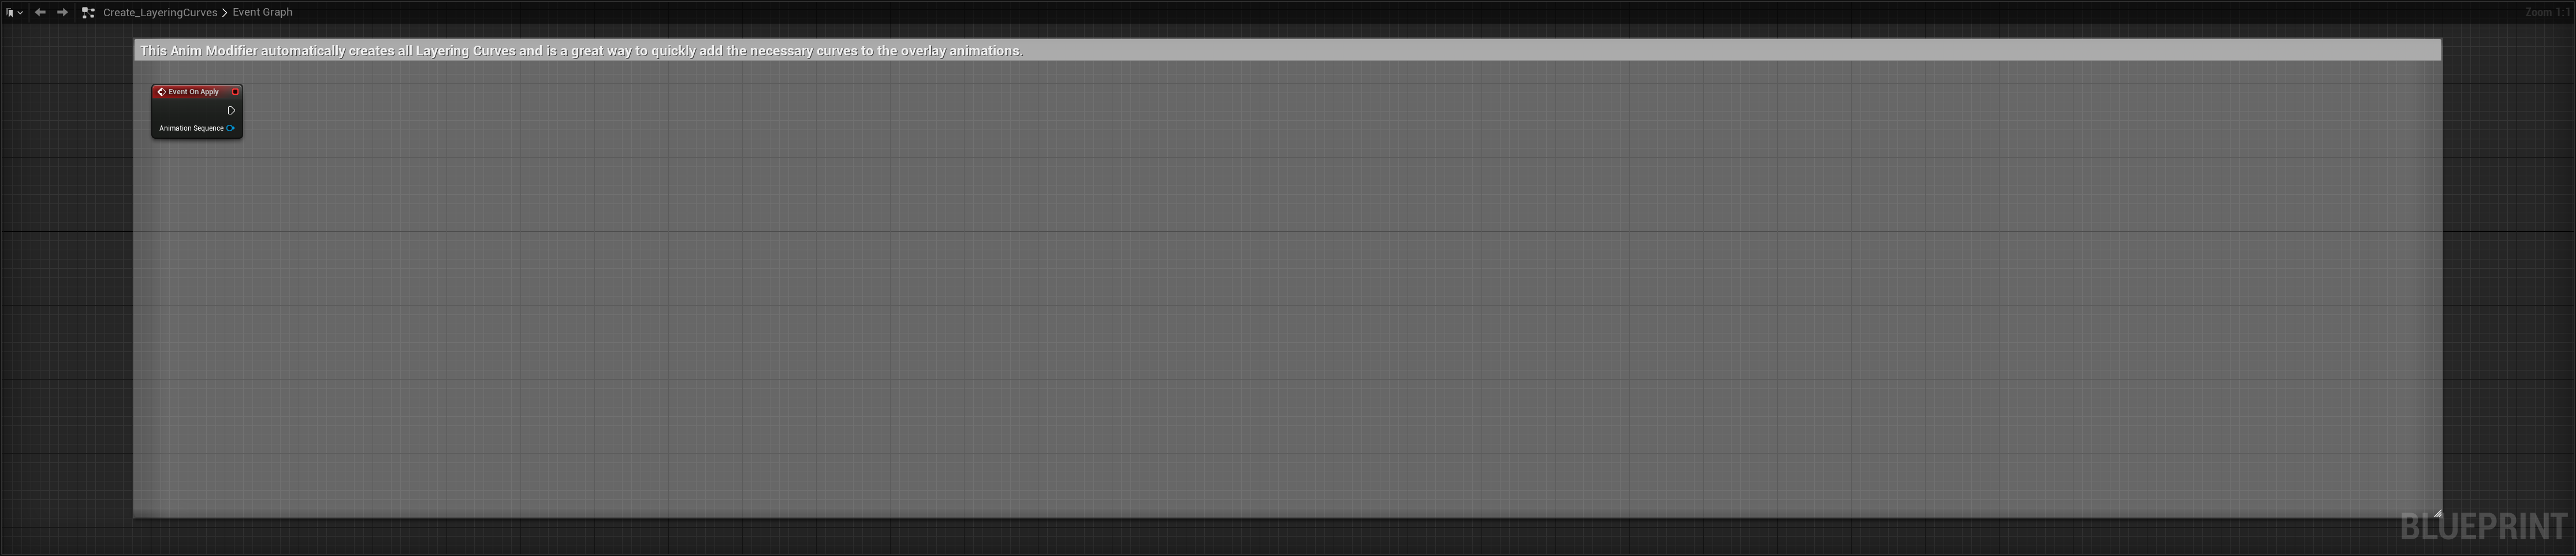 Create_LayeringCurves > Event Graph
Zoom 1:1
This Anim Modifier automatically creates all Layering Curves and is a great way to quickly add the necessary curves to the overlay animations.
Event On Apply
Animation Sequence
BLUEPRINT